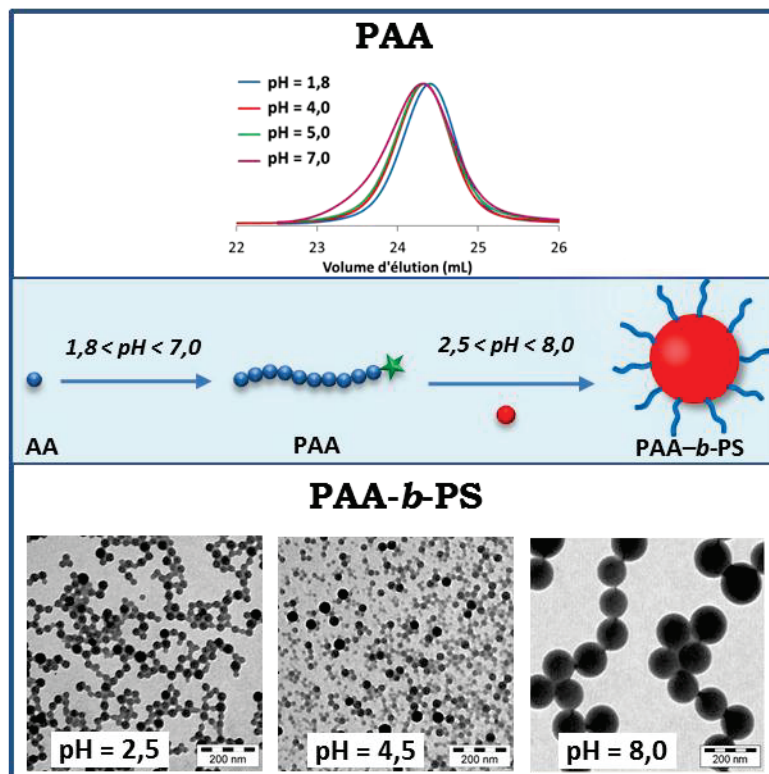 PAA
pH = 1,8
pH = 4,0
pH = 5,0
pH = 7,0
22 23 24 25 26
Volume d'élution (mL)
1,8 < pH < 7,0
2,5 < pH < 8,0
AA
PAA
PAA–b-PS
PAA-b-PS
pH = 2,5
200 nm
pH = 4,5
200 nm
pH = 8,0
200 nm